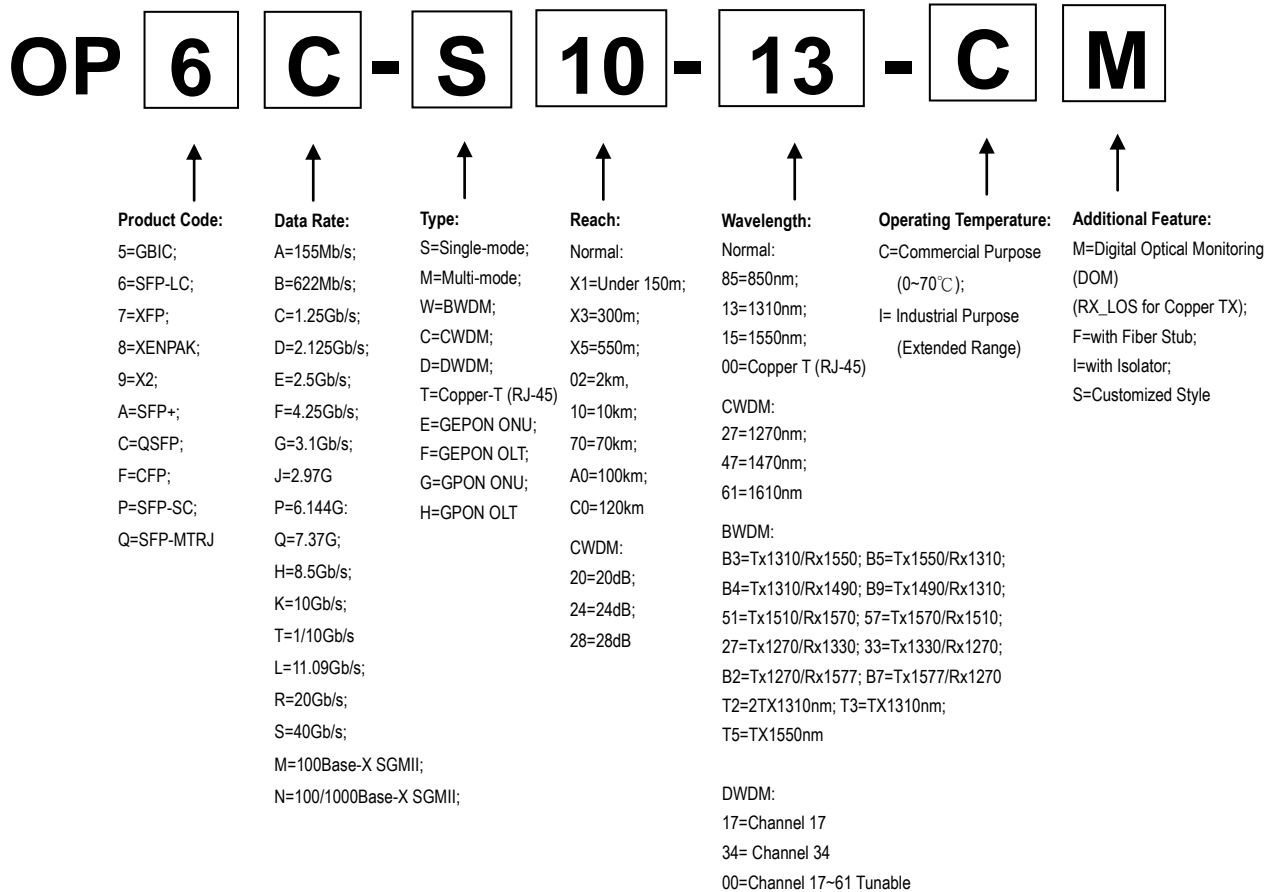 OP 6 C - S 10 - 13 - C M
Product Code:
5=GBIC;
6=SFP-LC;
7=XFP;
8=XENPAK;
9=X2;
A=SFP+;
C=QSFP;
F=CFP;
P=SFP-SC;
Q=SFP-MTRJ
Data Rate:
A=155Mb/s;
B=622Mb/s;
C=1.25Gb/s;
D=2.125Gb/s;
E=2.5Gb/s;
F=4.25Gb/s;
G=3.1Gb/s;
J=2.97G
P=6.144G:
Q=7.37G;
H=8.5Gb/s;
K=10Gb/s;
T=1/10Gb/s
L=11.09Gb/s;
R=20Gb/s;
S=40Gb/s;
M=100Base-X SGMII;
N=100/1000Base-X SGMII;
Type:
S=Single-mode;
M=Multi-mode;
W=BWDM;
C=CWDM;
D=DWDM;
T=Copper-T (RJ-45)
E=GEPON ONU;
F=GEPON OLT;
G=GPON ONU;
H=GPON OLT
Reach:
Normal:
X1=Under 150m;
X3=300m;
X5=550m;
02=2km,
10=10km;
70=70km;
A0=100km;
C0=120km
CWDM:
20=20dB;
24=24dB;
28=28dB
Wavelength:
Normal:
85=850nm;
13=1310nm;
15=1550nm;
00=Copper T (RJ-45)
CWDM:
27=1270nm;
47=1470nm;
61=1610nm
BWDM:
B3=Tx1310/Rx1550; B5=Tx1550/Rx1310;
B4=Tx1310/Rx1490; B9=Tx1490/Rx1310;
51=Tx1510/Rx1570; 57=Tx1570/Rx1510;
27=Tx1270/Rx1330; 33=Tx1330/Rx1270;
B2=Tx1270/Rx1577; B7=Tx1577/Rx1270
T2=2TX1310nm; T3=TX1310nm;
T5=TX1550nm
DWDM:
17=Channel 17
34= Channel 34
00=Channel 17~61 Tunable
Operating Temperature:
C=Commercial Purpose
(0~70℃);
I= Industrial Purpose
(Extended Range)
Additional Feature:
M=Digital Optical Monitoring
(DOM)
(RX_LOS for Copper TX);
F=with Fiber Stub;
I=with Isolator;
S=Customized Style